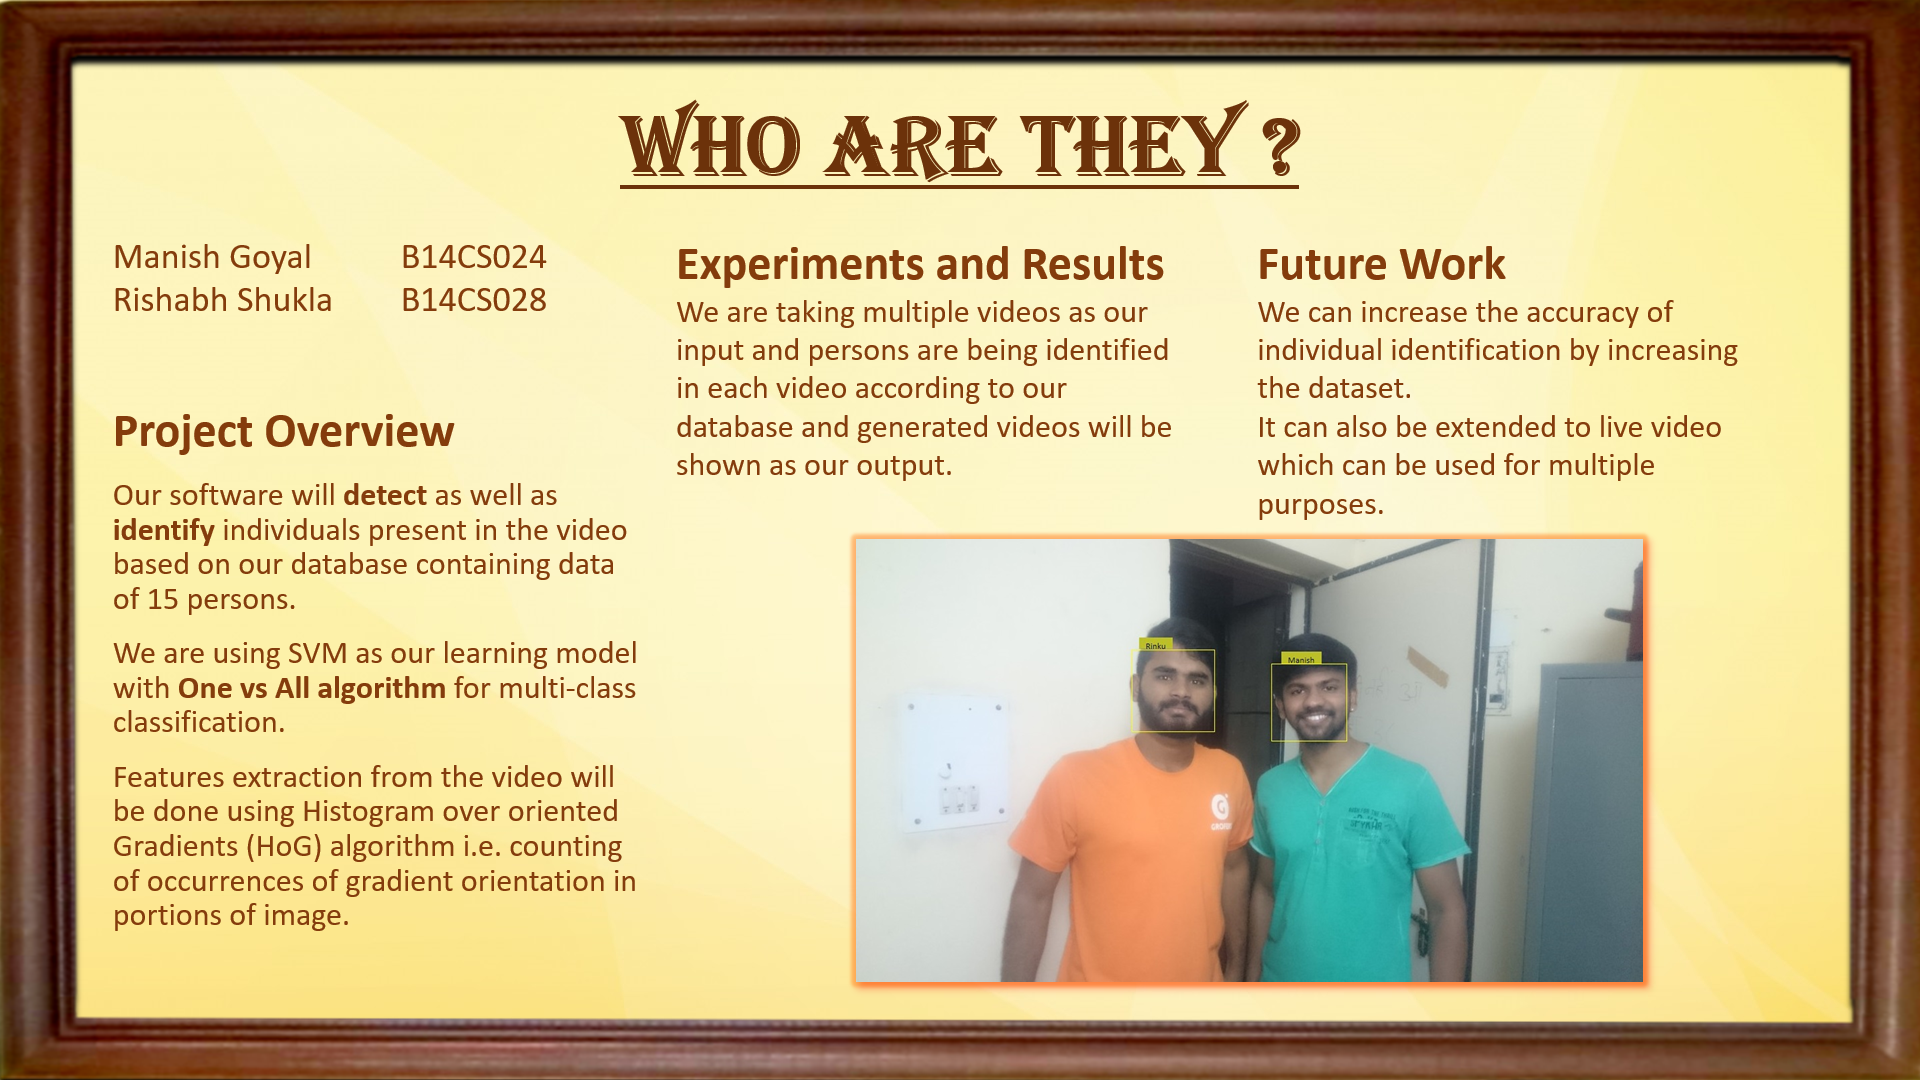 WHO ARE THEY ?
Manish Goyal B14CS024
Rishabh Shukla B14CS028
Project Overview
Our software will detect as well as
identify individuals present in the video
based on our database containing data
of 15 persons.
We are using SVM as our learning model
with One vs All algorithm for multi-class
classification.
Features extraction from the video will
be done using Histogram over oriented
Gradients (HoG) algorithm i.e. counting
of occurrences of gradient orientation in
portions of image.
Experiments and Results
We are taking multiple videos as our
input and persons are being identified
in each video according to our
database and generated videos will be
shown as our output.
Future Work
We can increase the accuracy of
individual identification by increasing
the dataset.
It can also be extended to live video
which can be used for multiple
purposes.
Rinku
Manish